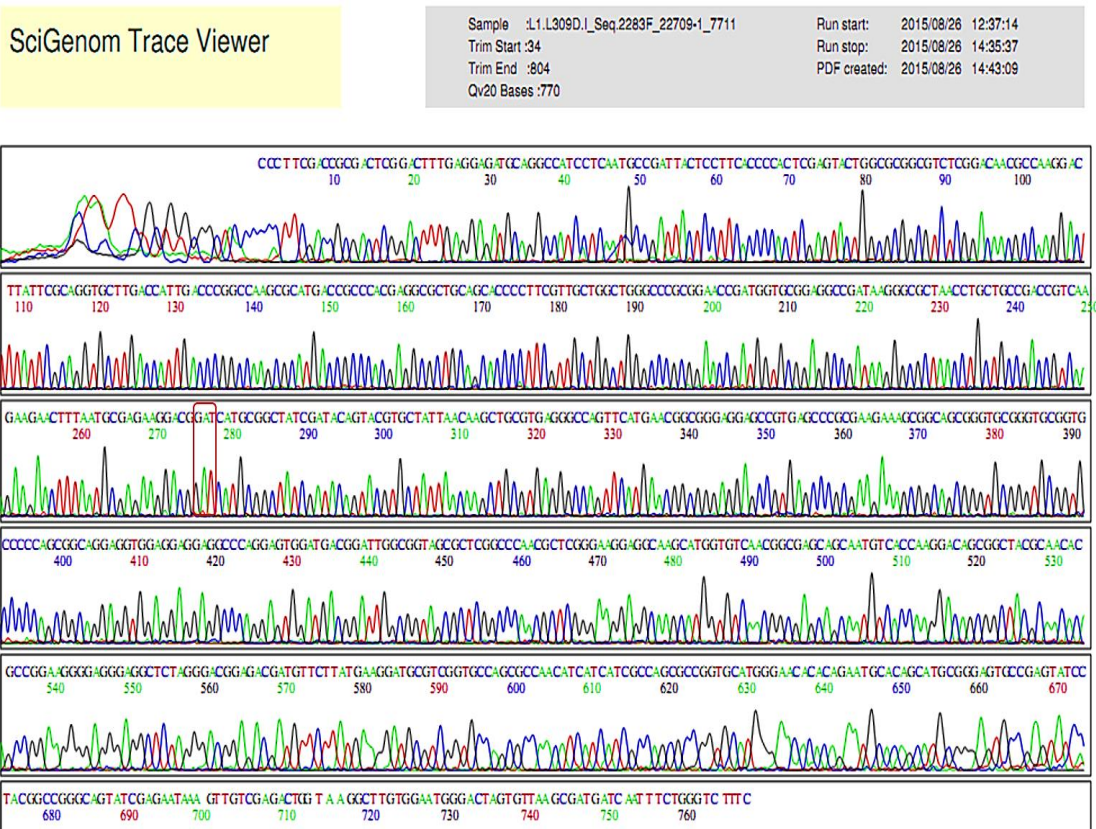 SciGenom Trace Viewer
Sample :L1.L309D.I_Seq.2283F_22709-1_7711
Trim Start :34
Trim End :804
Qv20 Bases :770
Run start: 2015/08/26 12:37:14
Run stop: 2015/08/26 14:35:37
PDF created: 2015/08/26 14:43:09
CCCTTCGACCGCGACTCGGACTTTGAGGAGATGCAGGCCATCCTCAATGCCGATTACTCCTTCACCCCACTCGAGTACTGGCGCGGCGTCTCGGACAACGCCAAGGAC
10 20 30 40 50 60 70 80 90 100
TTATTCGCAGGTGCTTGACCATTGACCCGGCCAAGCGCATGACCGCCCACGAGGCGCTGCAGCACCCCTTCGTTGCTGGCTGGGCCCGCGGAACCGATGGTGCGGAGGCCGATAAGGGCGCTAACCTGCTGCCGACCGTCAA
110 120 130 140 150 160 170 180 190 200 210 220 230 240
GAAGAACTTTAATGCGAGAAGGACGGATCATGCGGCTATCGATACAGTACGTGCTATTAACAAGCTGCGTGAGGGCCAGTTCATGAACGGCGGGAGGAGCCGTGAGCCCGCGAAGAAAGCGGCAGCGGGTGCGGGTGCGGTG
260 270 280 290 300 310 320 330 340 350 360 370 380 390
CCCCCAGCGGCAGGAGGTGGAGGAGGAGGCCCAGGAGTGGATGACGGATTGGCGGTAGCGCTCGGCCCAACGCTCGGGAAGGAGGCAAGCATGGTGTCAACGGCGAGCAGCAATGTCACCAAGGACAGCGGCTACGCAACAC
400 410 420 430 440 450 460 470 480 490 500 510 520 530
GCCGGAAGGGGAGGGAGGCTCTAGGGACGGAGACGATGTTCTTATGAAGGATGCGTCGGTGCCAGCGCCAACATCATCATCGCCAGCGCCGGTGCATGGGAACACACAGAATGCACAGCATGCGGGAGTGCCGAGTATCC
540 550 560 570 580 590 600 610 620 630 640 650 660 670
TACGGCCGGGCAGTATCGAGAATAAA GTTGTCGAGACTGG T A AGGCTTGTGGAATGGGACTAGTGTTAAGCGATGATC AATTTCTGGGTC TTTC
680 690 700 710 720 730 740 750 760